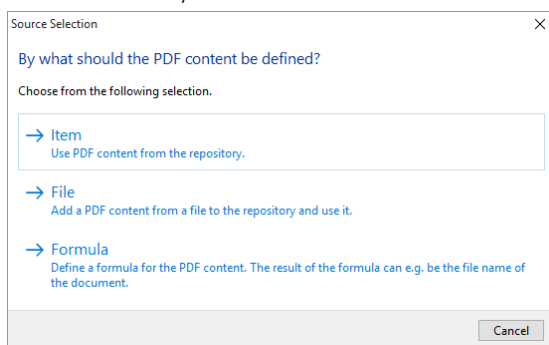 Source Selection
By what should the PDF content be defined?
Choose from the following selection.
Item
Use PDF content from the repository.
File
Add a PDF content from a file to the repository and use it.
Formula
Define a formula for the PDF content. The result of the formula can e.g. be the file name of
the document.
Cancel